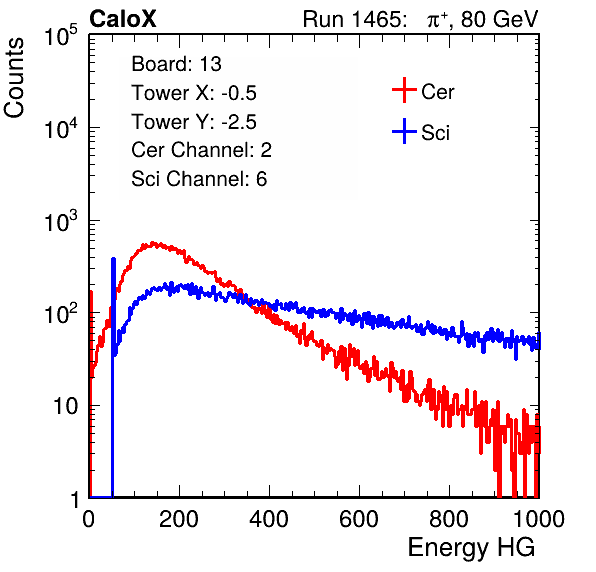 CaloX Run 1465: π⁺, 80 GeV
Board: 13
Tower X: -0.5
Tower Y: -2.5
Cer Channel: 2
Sci Channel: 6
Cer
Sci
Counts
10⁵
10⁴
10³
10²
10
1
0 200 400 600 800 1000
Energy HG